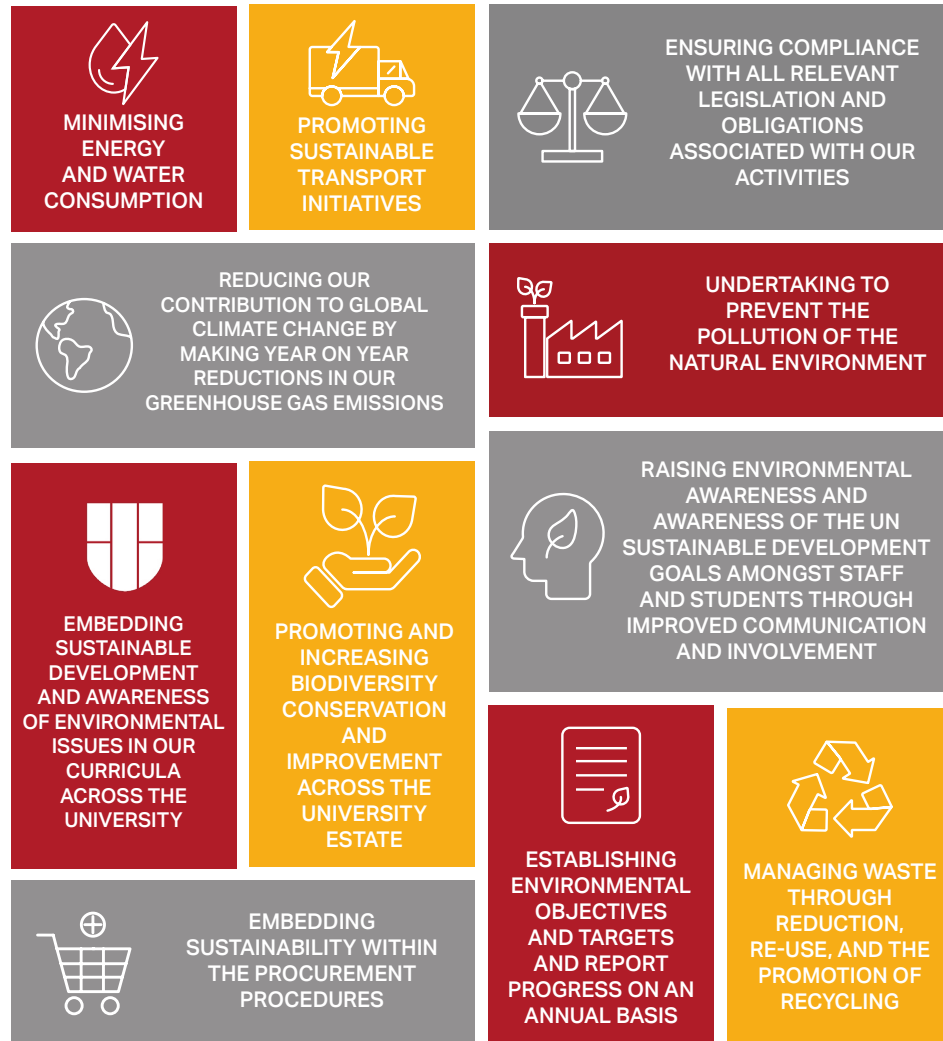 MINIMISING
ENERGY
AND WATER
CONSUMPTION
PROMOTING
SUSTAINABLE
TRANSPORT
INITIATIVES
ENSURING COMPLIANCE
WITH ALL RELEVANT
LEGISLATION AND
OBLIGATIONS
ASSOCIATED WITH OUR
ACTIVITIES
REDUCING OUR
CONTRIBUTION TO GLOBAL
CLIMATE CHANGE BY
MAKING YEAR ON YEAR
REDUCTIONS IN OUR
GREENHOUSE GAS EMISSIONS
UNDERTAKING TO
PREVENT THE
POLLUTION OF THE
NATURAL ENVIRONMENT
EMBEDDING
SUSTAINABLE
DEVELOPMENT
AND AWARENESS
OF ENVIRONMENTAL
ISSUES IN OUR
CURRICULA
ACROSS THE
UNIVERSITY
PROMOTING AND
INCREASING
BIODIVERSITY
CONSERVATION
AND
IMPROVEMENT
ACROSS THE
UNIVERSITY
ESTATE
RAISING ENVIRONMENTAL
AWARENESS AND
AWARENESS OF THE UN
SUSTAINABLE DEVELOPMENT
GOALS AMONGST STAFF
AND STUDENTS THROUGH
IMPROVED COMMUNICATION
AND INVOLVEMENT
EMBEDDING
SUSTAINABILITY WITHIN
THE PROCUREMENT
PROCEDURES
ESTABLISHING
ENVIRONMENTAL
OBJECTIVES
AND TARGETS
AND REPORT
PROGRESS ON AN
ANNUAL BASIS
MANAGING WASTE
THROUGH
REDUCTION,
RE-USE, AND THE
PROMOTION OF
RECYCLING